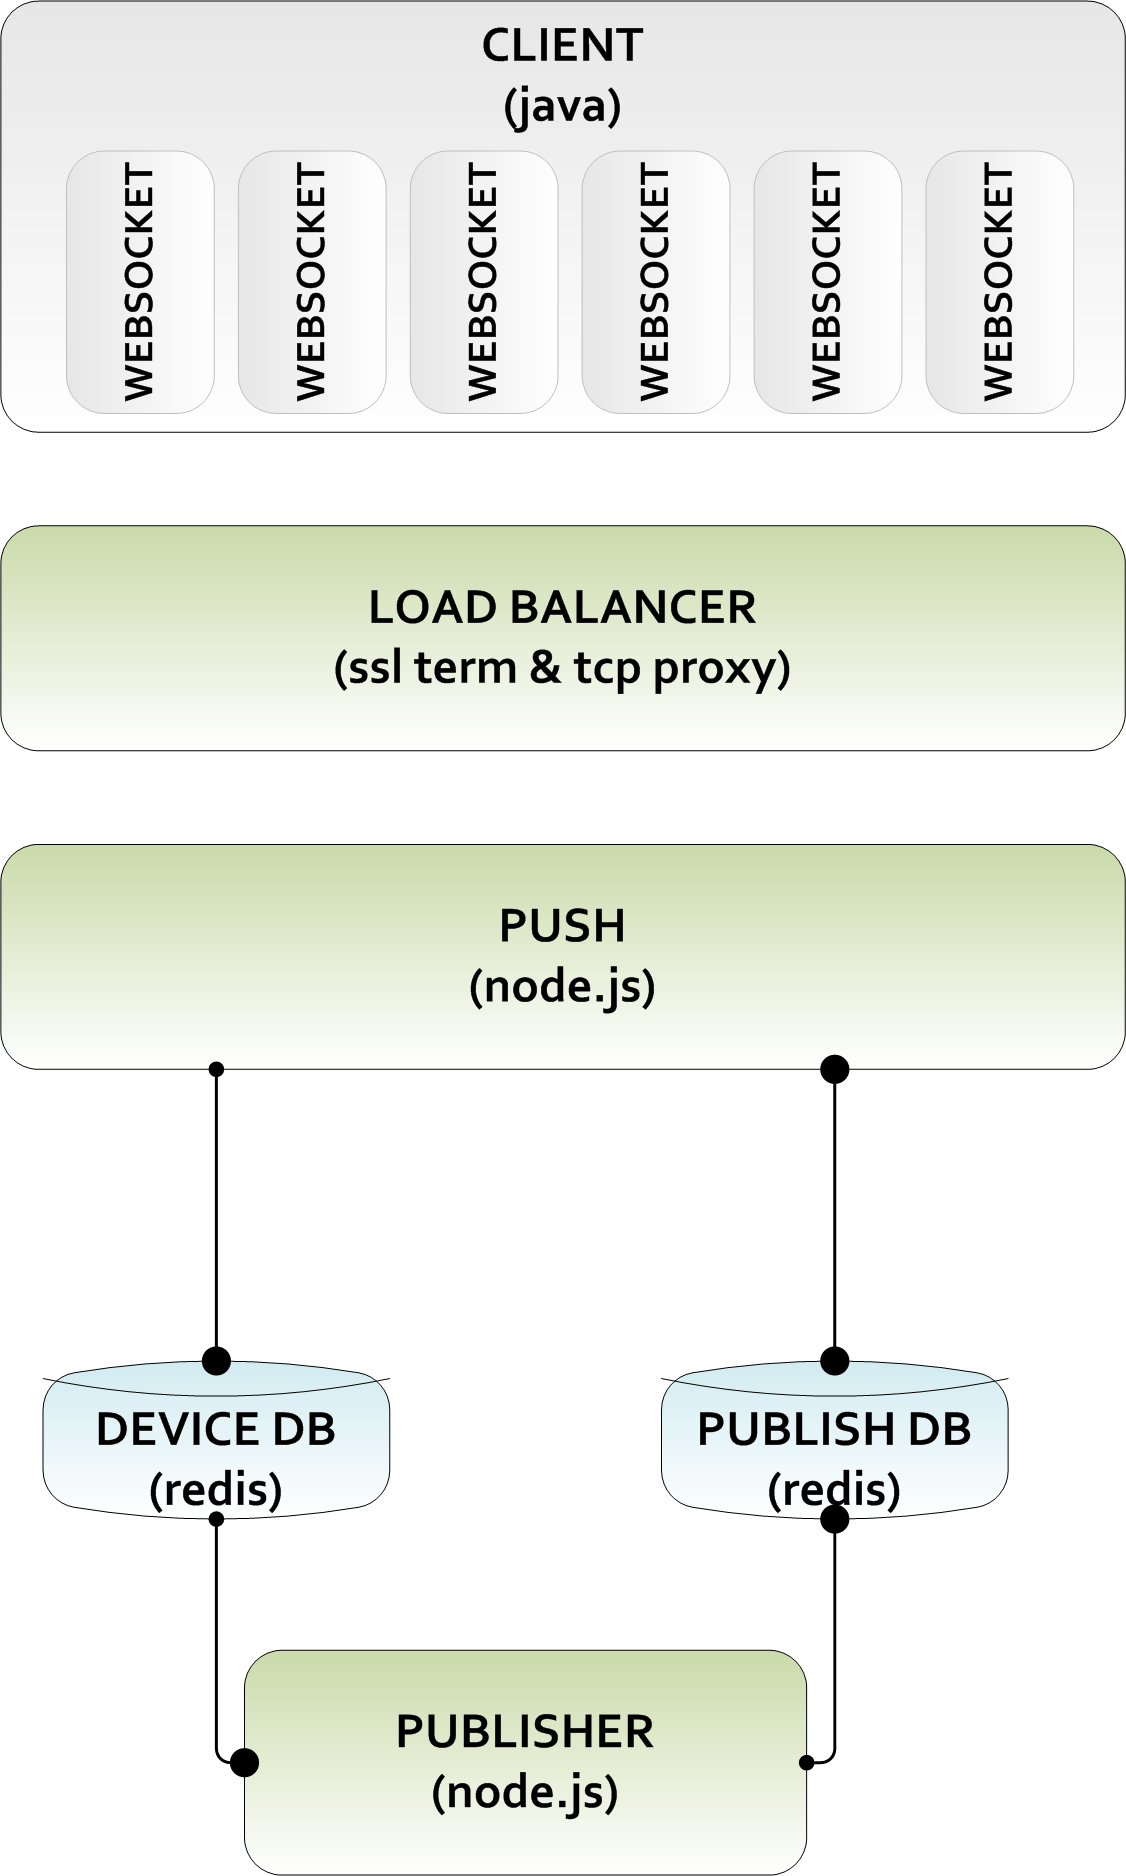 CLIENT
(java)
WEBSOCKET
WEBSOCKET
WEBSOCKET
WEBSOCKET
WEBSOCKET
WEBSOCKET
LOAD BALANCER
(ssl term & tcp proxy)
PUSH
(node.js)
DEVICE DB
(redis)
PUBLISH DB
(redis)
PUBLISHER
(node.js)